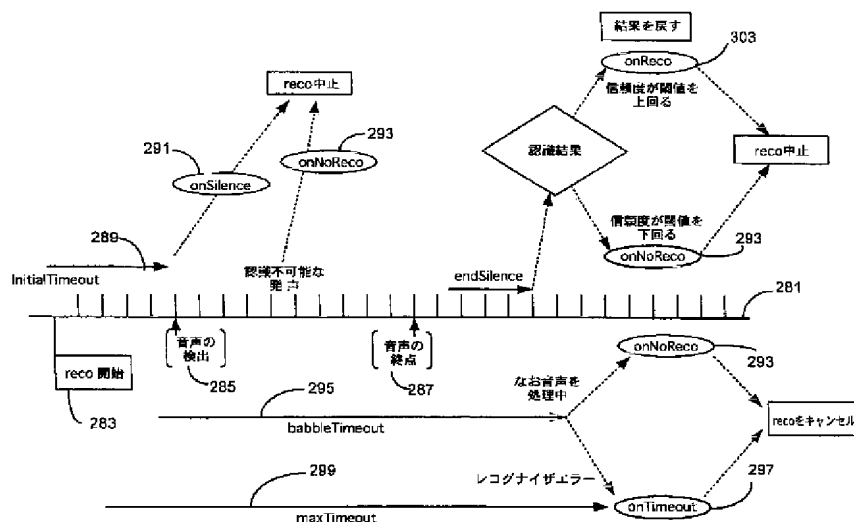 結果を戻す
onReco
303
信頼度が閾値を
上回る
reco中止
291
293
onSilence
onNoReco
認識結果
reco中止
289
InitialTimeout
認識不可能な
発声
endSilence
信頼度が閾値を
下回る
293
onNoReco
281
音声の
検出
音声の
終点
reco 開始
285
287
283
onNoReco
293
なお音声を
処理中
295
babbleTimeout
recoをキャンセル
レコグナイザエラー
299
maxTimeout
297
onTimeout